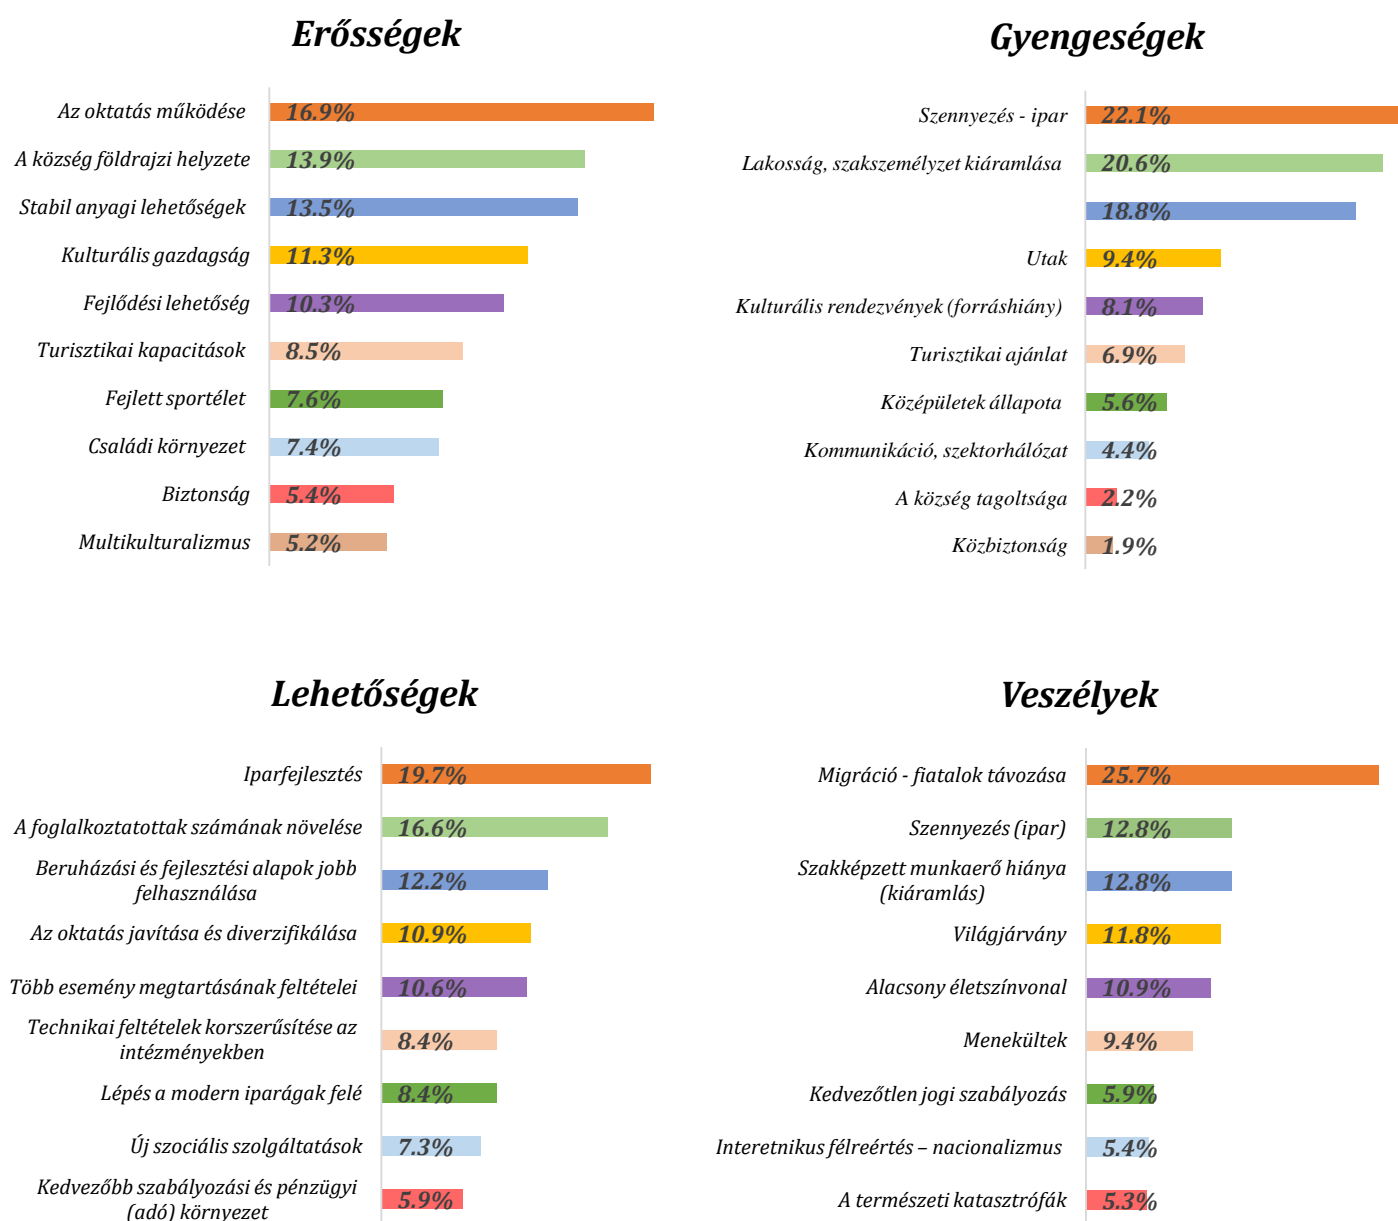 Erősségek
Az oktatás működése 16.9%
A község földrajzi helyzete 13.9%
Stabil anyagi lehetőségek 13.5%
Kulturális gazdagság 11.3%
Fejlődési lehetőség 10.3%
Turisztikai kapacitások 8.5%
Fejlett sportélet 7.6%
Családi környezet 7.4%
Biztonság 5.4%
Multikulturalizmus 5.2%
Gyengeségek
Szennyezés - ipar 22.1%
Lakosság, szakszemélyzet kiáramlása 20.6%
18.8%
Utak 9.4%
Kulturális rendezvények (forráshiány) 8.1%
Turisztikai ajánlat 6.9%
Középületek állapota 5.6%
Kommunikáció, szektorhálózat 4.4%
A község tagoltsága 2.2%
Közbiztonság 1.9%
Lehetőségek
Iparfejlesztés 19.7%
A foglalkoztatottak számának növelése 16.6%
Beruházási és fejlesztési alapok jobb
felhasználása 12.2%
Az oktatás javítása és diverzifikálása 10.9%
Több esemény megtartásának feltételei 10.6%
Technikai feltételek korszerűsítése az
intézményekben 8.4%
Lépés a modern iparágak felé 8.4%
Új szociális szolgáltatások 7.3%
Kedvezőbb szabályozási és pénzügyi
(adó) környezet 5.9%
Veszélyek
Migráció - fiatalok távozása 25.7%
Szennyezés (ipar) 12.8%
Szakképzett munkaerő hiánya
(kiáramlás) 12.8%
Világjárvány 11.8%
Alacsony életszínvonal 10.9%
Menekültek 9.4%
Kedvezőtlen jogi szabályozás 5.9%
Interetnikus félreértés – nacionalizmus 5.4%
A természeti katasztrófák 5.3%